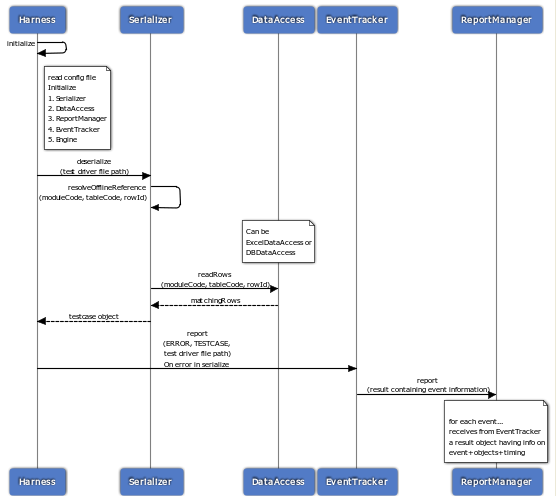 Harness
Serializer
DataAccess
EventTracker
ReportManager
initialize
read config file
Initialize
1. Serializer
2. DataAccess
3. ReportManager
4. EventTracker
5. Engine
deserialize
(test driver file path)
resolveOfflineReference
(moduleCode, tableCode, rowId)
Can be
ExcelDataAccess or
DBDataAccess
readRows
(moduleCode, tableCode, rowId)
matchingRows
testcase object
report
(ERROR, TESTCASE,
test driver file path)
On error in serialize
report
(result containing event information)
for each event...
receives from EventTracker
a result object having info on
event+objects+timing
Harness
Serializer
DataAccess
EventTracker
ReportManager